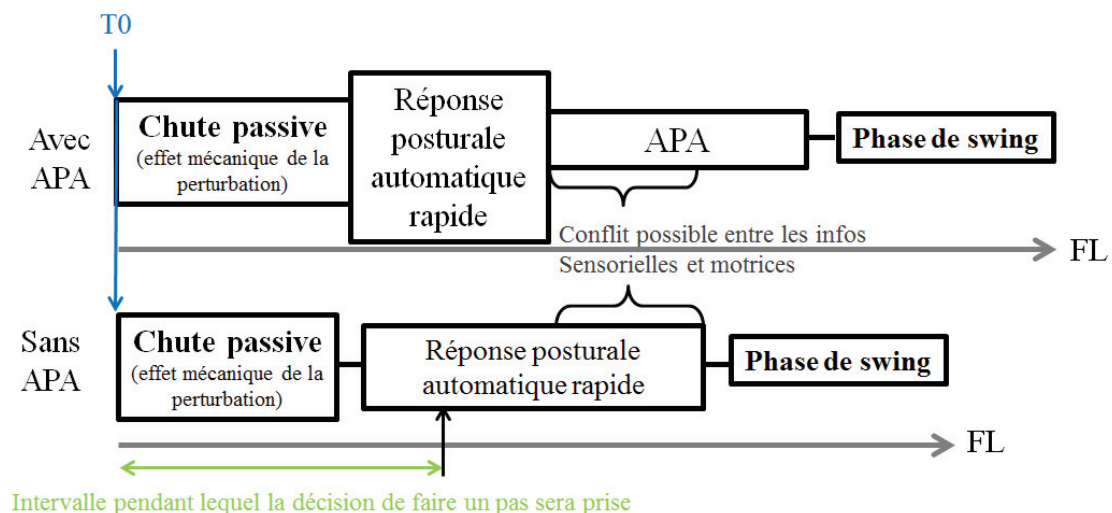 T0
Avec
APA
Chute passive
(effet mécanique de la
perturbation)
Réponse
posturale
automatique
rapide
APA
Phase de swing
Conflit possible entre les infos
Sensorielles et motrices
FL
Sans
APA
Chute passive
(effet mécanique de la
perturbation)
Réponse posturale
automatique rapide
Phase de swing
FL
Intervalle pendant lequel la décision de faire un pas sera prise